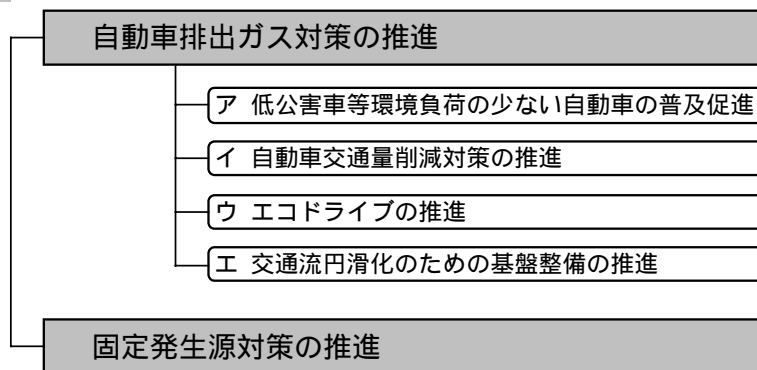 自動車排出ガス対策の推進
ア 低公害車等環境負荷の少ない自動車の普及促進
イ 自動車交通量削減対策の推進
ウ エコドライブの推進
エ 交通流円滑化のための基盤整備の推進
固定発生源対策の推進